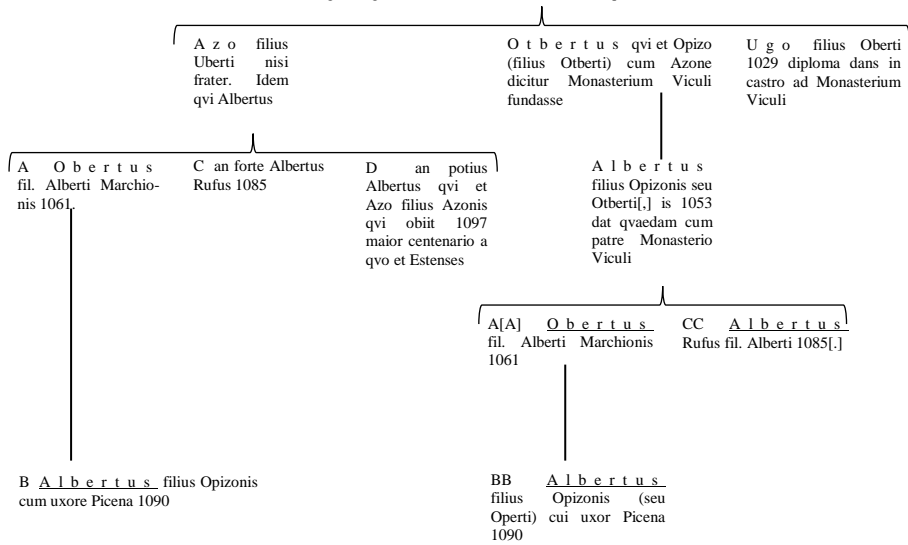 A z o filius
Uberti nisi
frater. Idem
qvi Albertus
O t b e r t u s qvi et Opizo
(filius Otberti) cum Azone
dicitur Monasterium Viculi
fundasse
U g o filius Oberti
1029 diploma dans in
castro ad Monasterium
Viculi
A O b e r t u s
fil. Alberti Marchio-
nis 1061.
C an forte Albertus
Rufus 1085
D an potius
Albertus qvi et
Azo filius Azonis
qvi obiit 1097
maior centenario a
qvo et Estenses
A l b e r t u s
filius Opizonis seu
Otberti[,] is 1053
dat qvaedam cum
patre Monasterio
Viculi
A[A] O b e r t u s
fil. Alberti Marchionis
1061
CC A l b e r t u s
Rufus fil. Alberti 1085[.]
B A l b e r t u s filius Opizonis
cum uxore Picena 1090
BB A l b e r t u s
filius Opizonis (seu
Operti) cui uxor Picena
1090